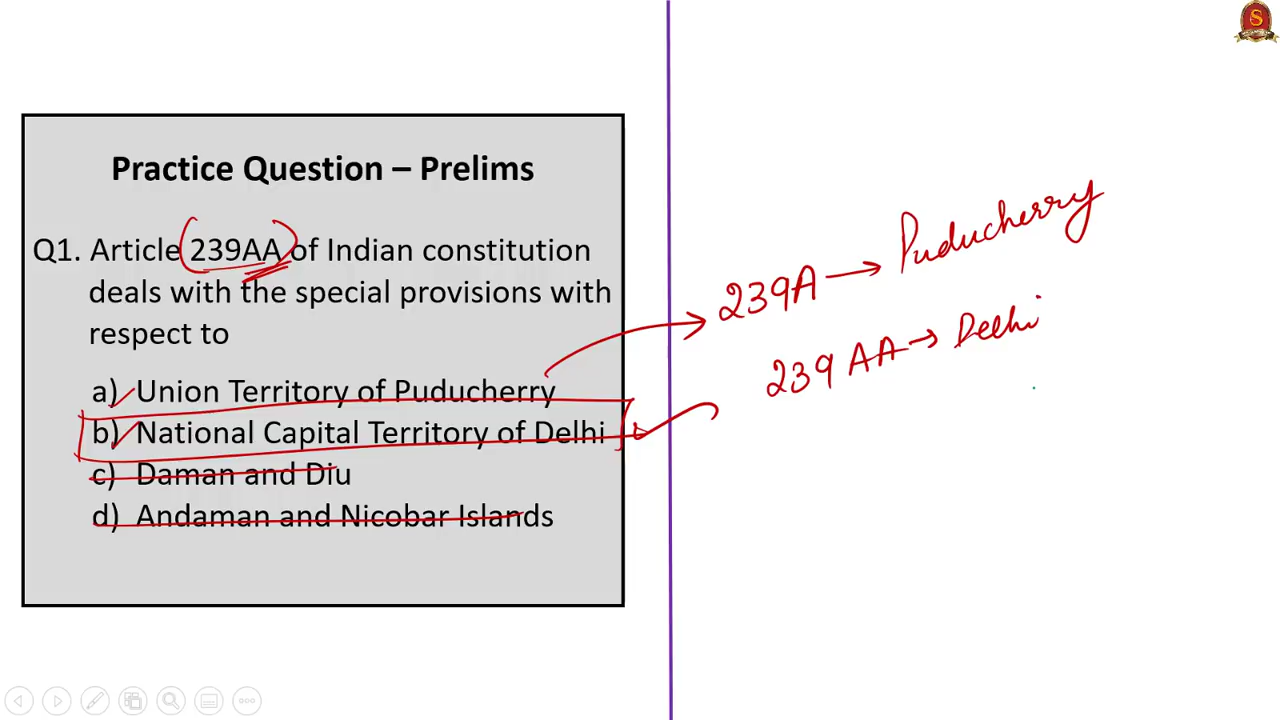 Practice Question – Prelims
Q1. Article 239AA of Indian constitution
deals with the special provisions with
respect to
a) Union Territory of Puducherry
b) National Capital Territory of Delhi
c) Daman and Diu
d) Andaman and Nicobar Islands
239A → Puducherry
239 AA → Delhi
S